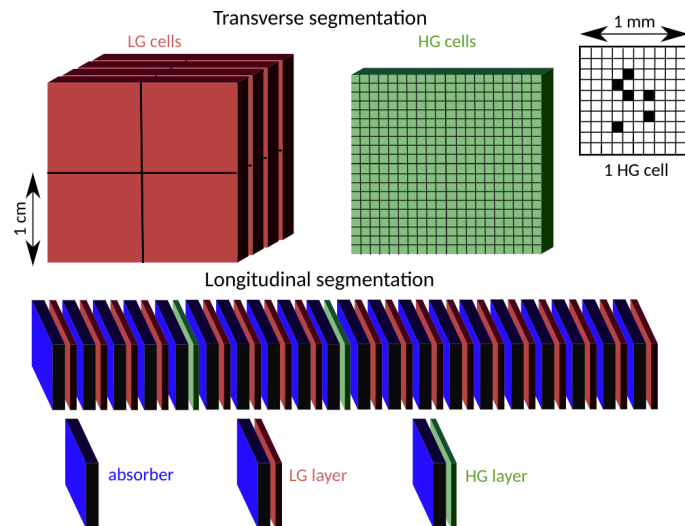 Transverse segmentation
LG cells
HG cells
1 mm
1 HG cell
1 cm
Longitudinal segmentation
absorber
LG layer
HG layer